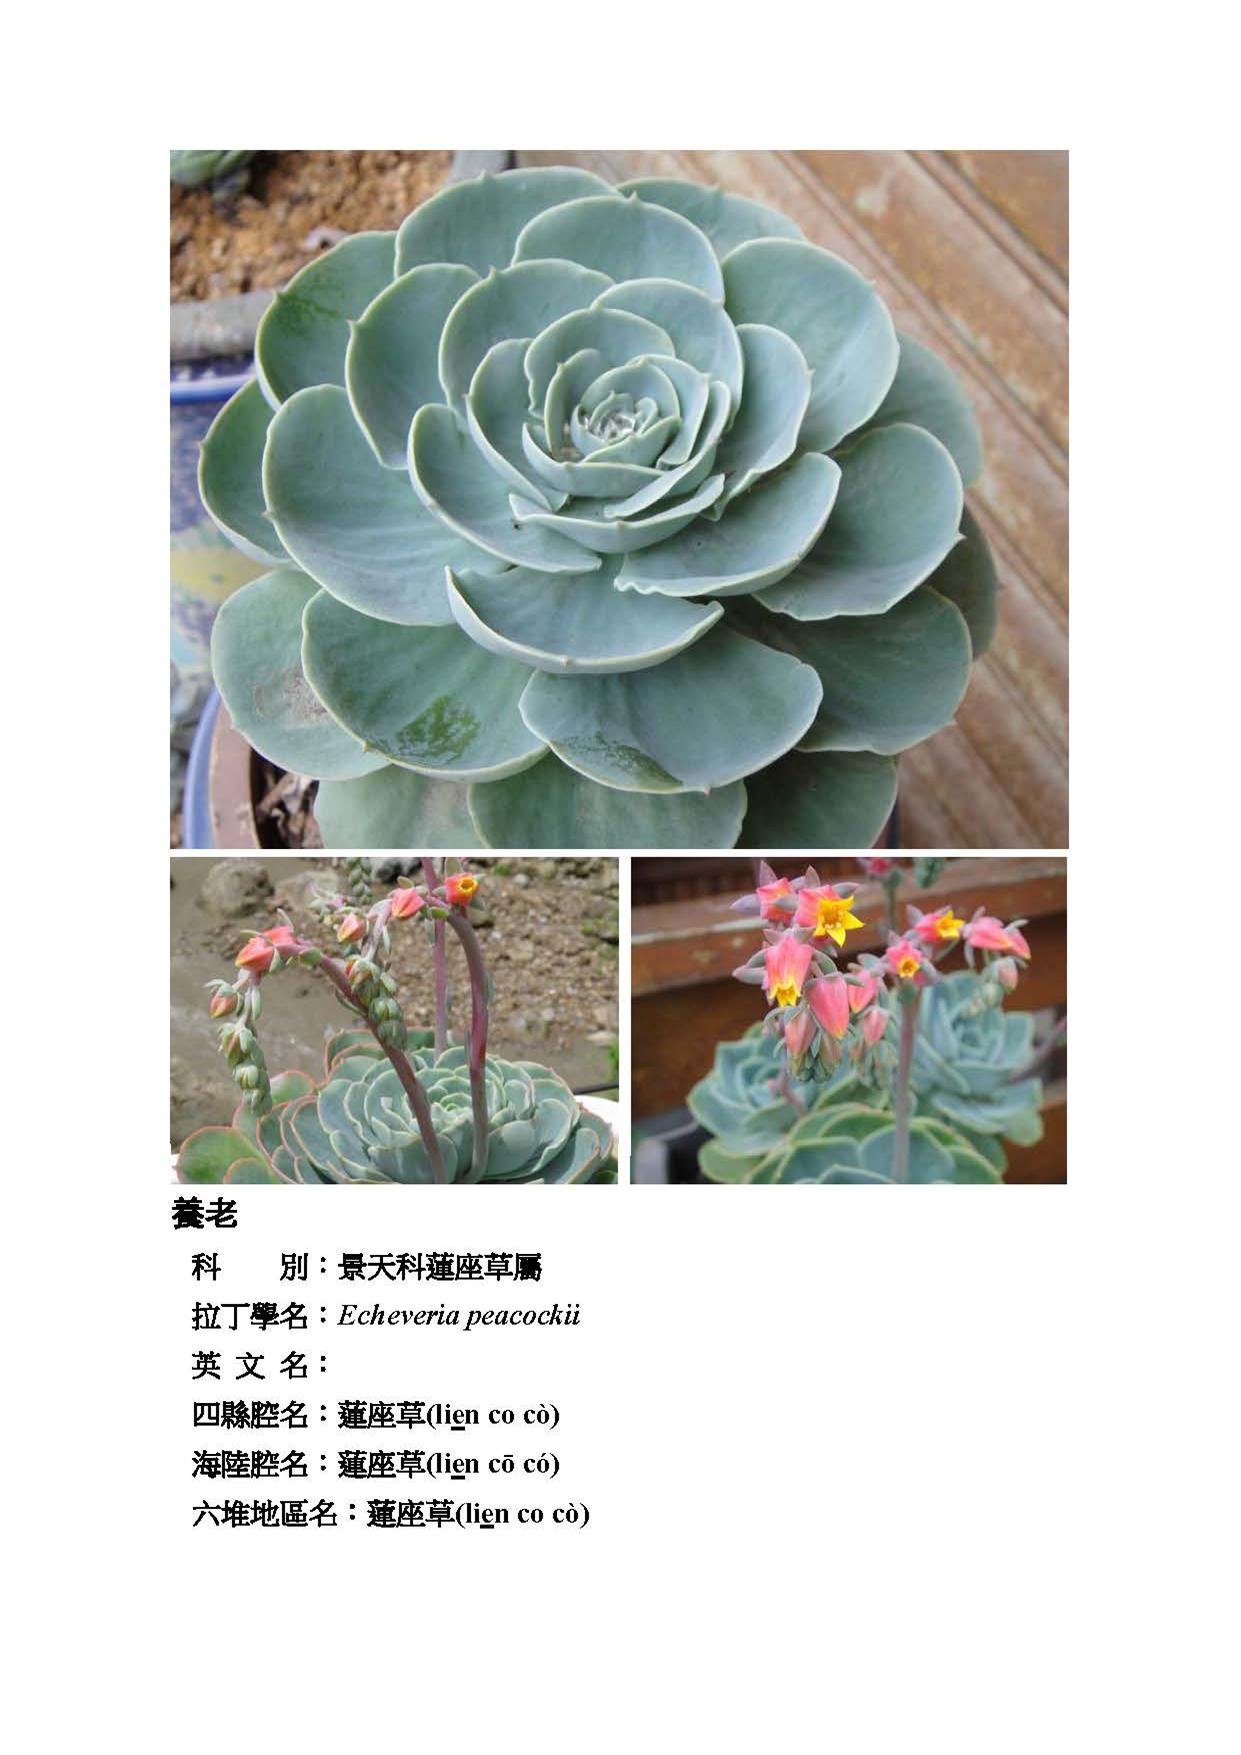 養老
科　　別：景天科蓮座草屬
拉丁學名：Echeveria peacockii
英 文 名：
四縣腔名：蓮座草(lien co cò)
海陸腔名：蓮座草(lien cō có)
六堆地區名：蓮座草(lien co cò)